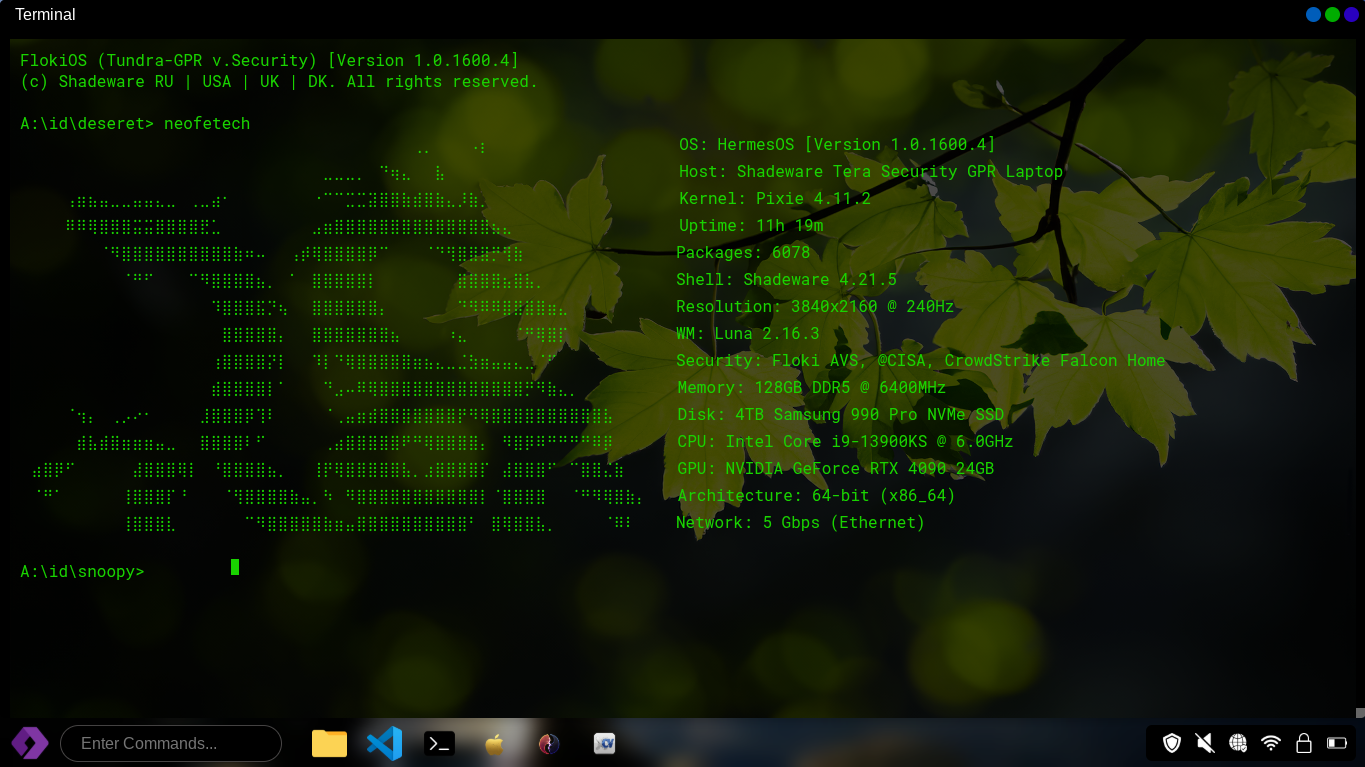 Terminal
FlokiOS (Tundra-GPR v.Security) [Version 1.0.1600.4]
(c) Shadeware RU | USA | UK | DK. All rights reserved.
A:\id\deseret> neofetech
OS: HermesOS [Version 1.0.1600.4]
Host: Shadeware Tera Security GPR Laptop
Kernel: Pixie 4.11.2
Uptime: 11h 19m
Packages: 6078
Shell: Shadeware 4.21.5
Resolution: 3840x2160 @ 240Hz
WM: Luna 2.16.3
Security: Floki AVS, @CISA, CrowdStrike Falcon Home
Memory: 128GB DDR5 @ 6400MHz
Disk: 4TB Samsung 990 Pro NVMe SSD
CPU: Intel Core i9-13900KS @ 6.0GHz
GPU: NVIDIA GeForce RTX 4090 24GB
Architecture: 64-bit (x86_64)
Network: 5 Gbps (Ethernet)
A:\id\snoopy>
Enter Commands...